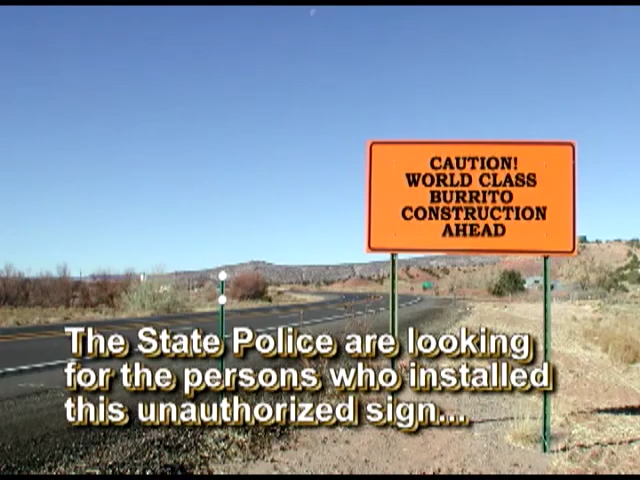 CAUTION!
WORLD CLASS
BURRITO
CONSTRUCTION
AHEAD
The State Police are looking
for the persons who installed
this unauthorized sign...